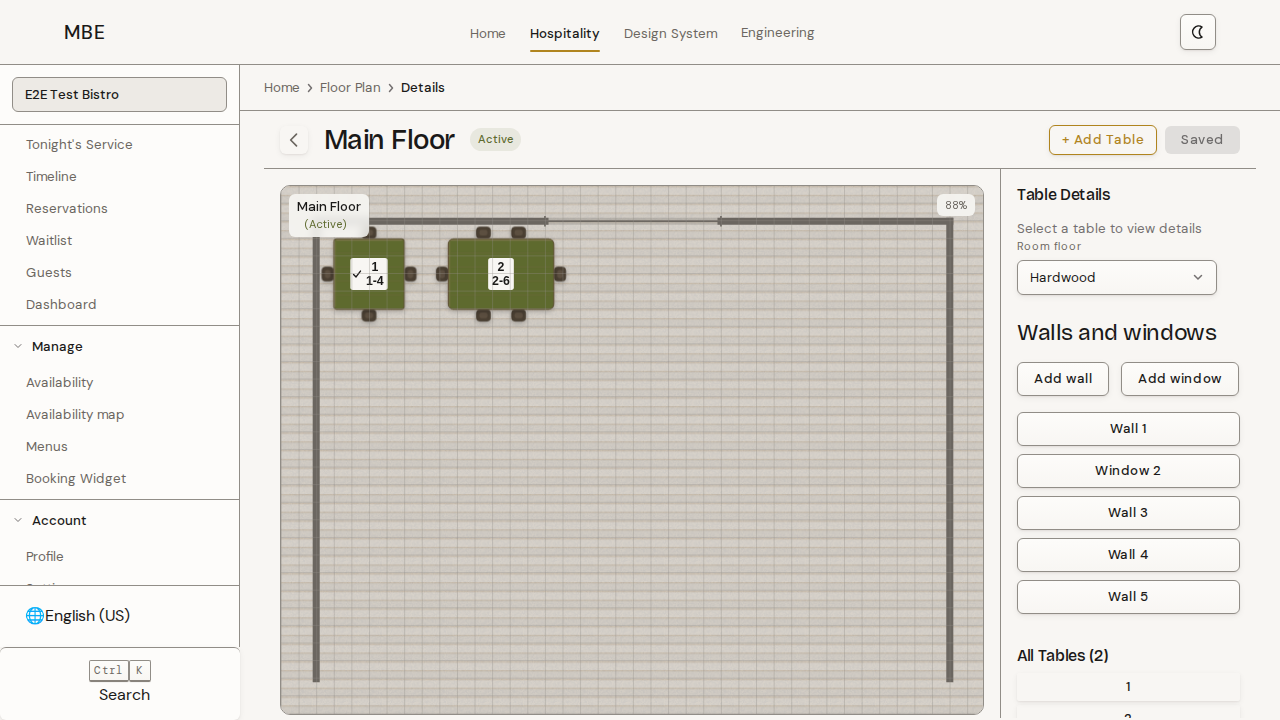 MBE
Home
Hospitality
Design System
Engineering
E2E Test Bistro
Tonight's Service
Timeline
Reservations
Waitlist
Guests
Dashboard
Manage
Availability
Availability map
Menus
Booking Widget
Account
Profile
English (US)
Ctrl K
Search
Home > Floor Plan > Details
Main Floor
Active
+ Add Table
Saved
Main Floor
(Active)
88%
✓ 1
1-4
2
2-6
Table Details
Select a table to view details
Room floor
Hardwood
Walls and windows
Add wall
Add window
Wall 1
Window 2
Wall 3
Wall 4
Wall 5
All Tables (2)
1
2